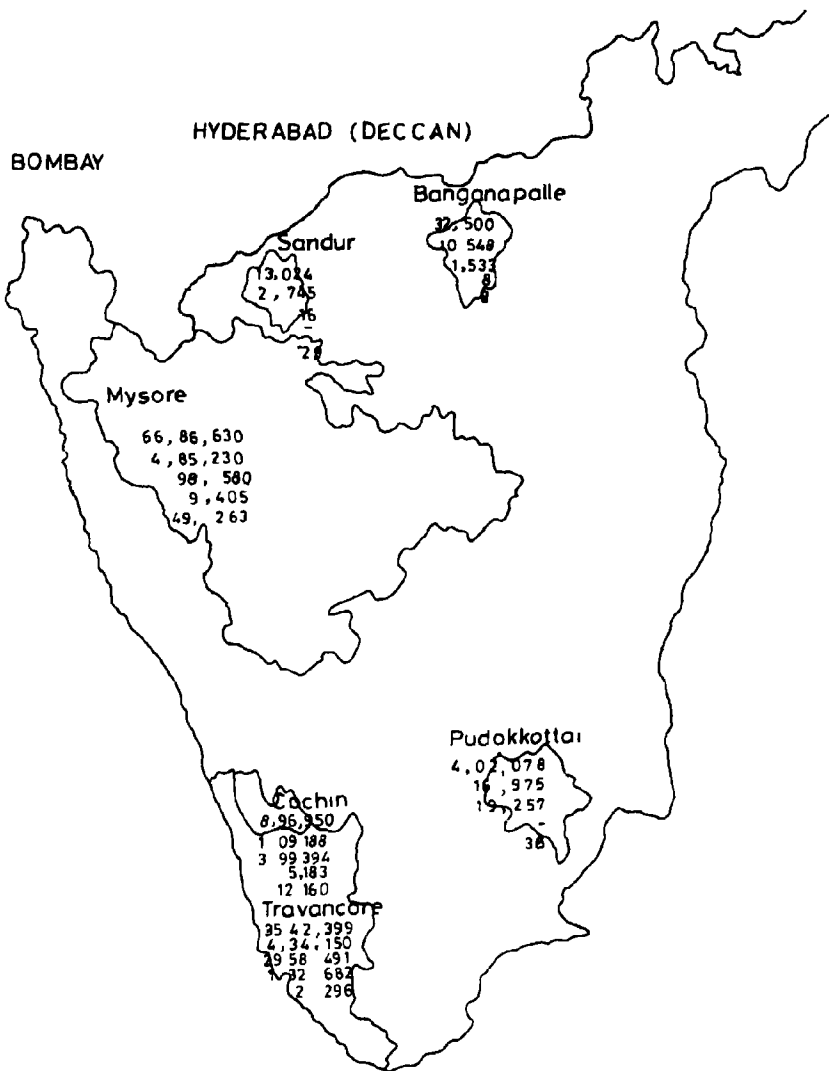 HYDERABAD (DECCAN)
BOMBAY
Banganapalle
32,500
10 548
1,533
8
Sandur
13,024
2,745
16
-
29
Mysore
66,86,630
4,85,230
98, 580
9,405
49, 263
Pudokkottai
4,02,078
16,975
19,257
-
38
Cochin
8,96,950
1 09 188
3 99 394
5,183
12 160
Travancore
35 42,399
4,34,150
29 58 491
1 32 682
2 296